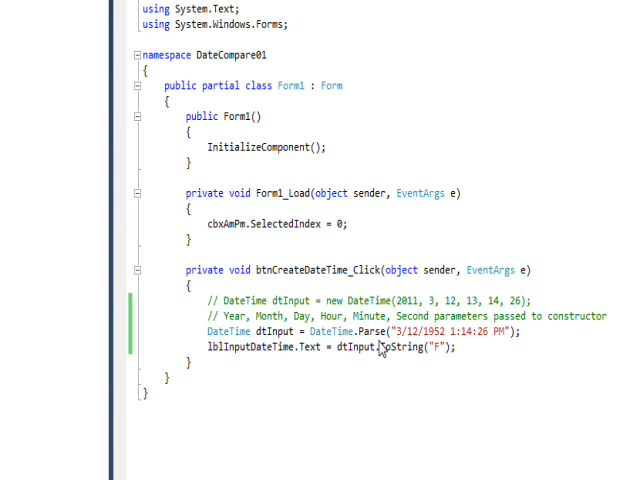 using System.Text;
using System.Windows.Forms;
namespace DateCompare01
{
public partial class Form1 : Form
{
public Form1()
{
InitializeComponent();
}
private void Form1_Load(object sender, EventArgs e)
{
cbxAmPm.SelectedIndex = 0;
}
private void btnCreateDateTime_Click(object sender, EventArgs e)
{
// DateTime dtInput = new DateTime(2011, 3, 12, 13, 14, 26);
// Year, Month, Day, Hour, Minute, Second parameters passed to constructor
DateTime dtInput = DateTime.Parse("3/12/1952 1:14:26 PM");
lblInputDateTime.Text = dtInput.ToString("F");
}
}
}